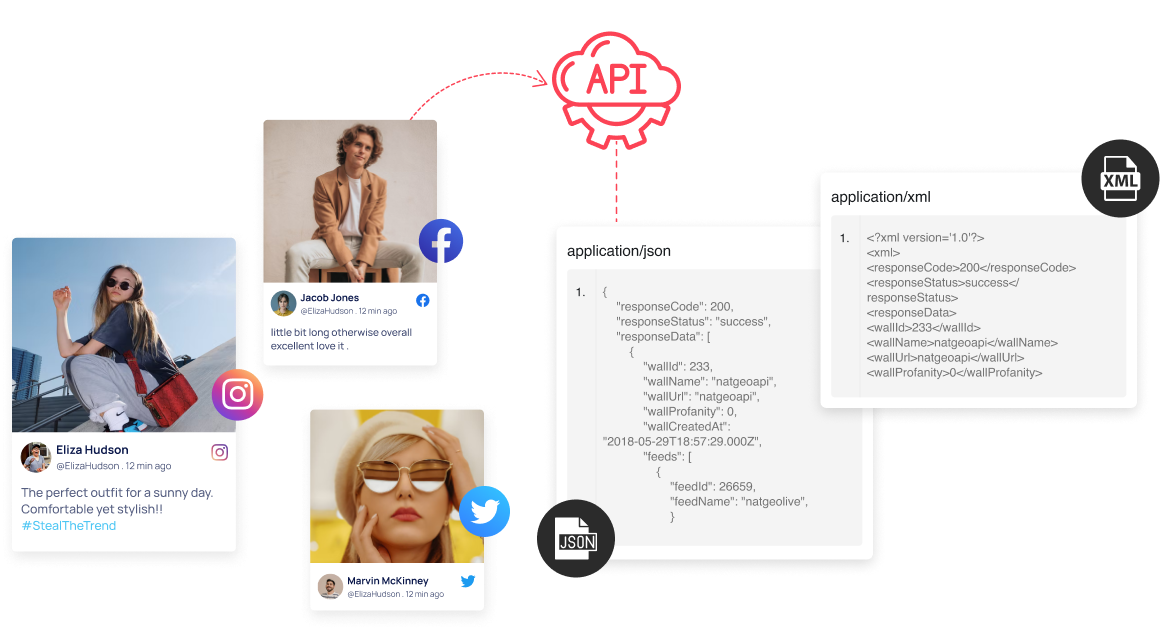 API
Jacob Jones
@ElizaHudson . 12 min ago
little bit long otherwise overall
excellent love it .
Eliza Hudson
@ElizaHudson . 12 min ago
The perfect outfit for a sunny day.
Comfortable yet stylish!!
#StealTheTrend
Marvin McKinney
@ElizaHudson . 12 min ago
application/json
1.
{
"responseCode": 200,
"responseStatus": "success",
"responseData": [
{
"wallId": 233,
"wallName": "natgeoapi",
"wallUrl": "natgeoapi",
"wallProfanity": 0,
"wallCreatedAt":
"2018-05-29T18:57:29.000Z",
"feeds": [
{
"feedId": 26659,
"feedName": "natgeolive",
}
JSON
application/xml
XML
1.
<?xml version='1.0'?>
<xml>
<responseCode>200</responseCode>
<responseStatus>success</
responseStatus>
<responseData>
<wallId>233</wallId>
<wallName>natgeoapi</wallName>
<wallUrl>natgeoapi</wallUrl>
<wallProfanity>0</wallProfanity>